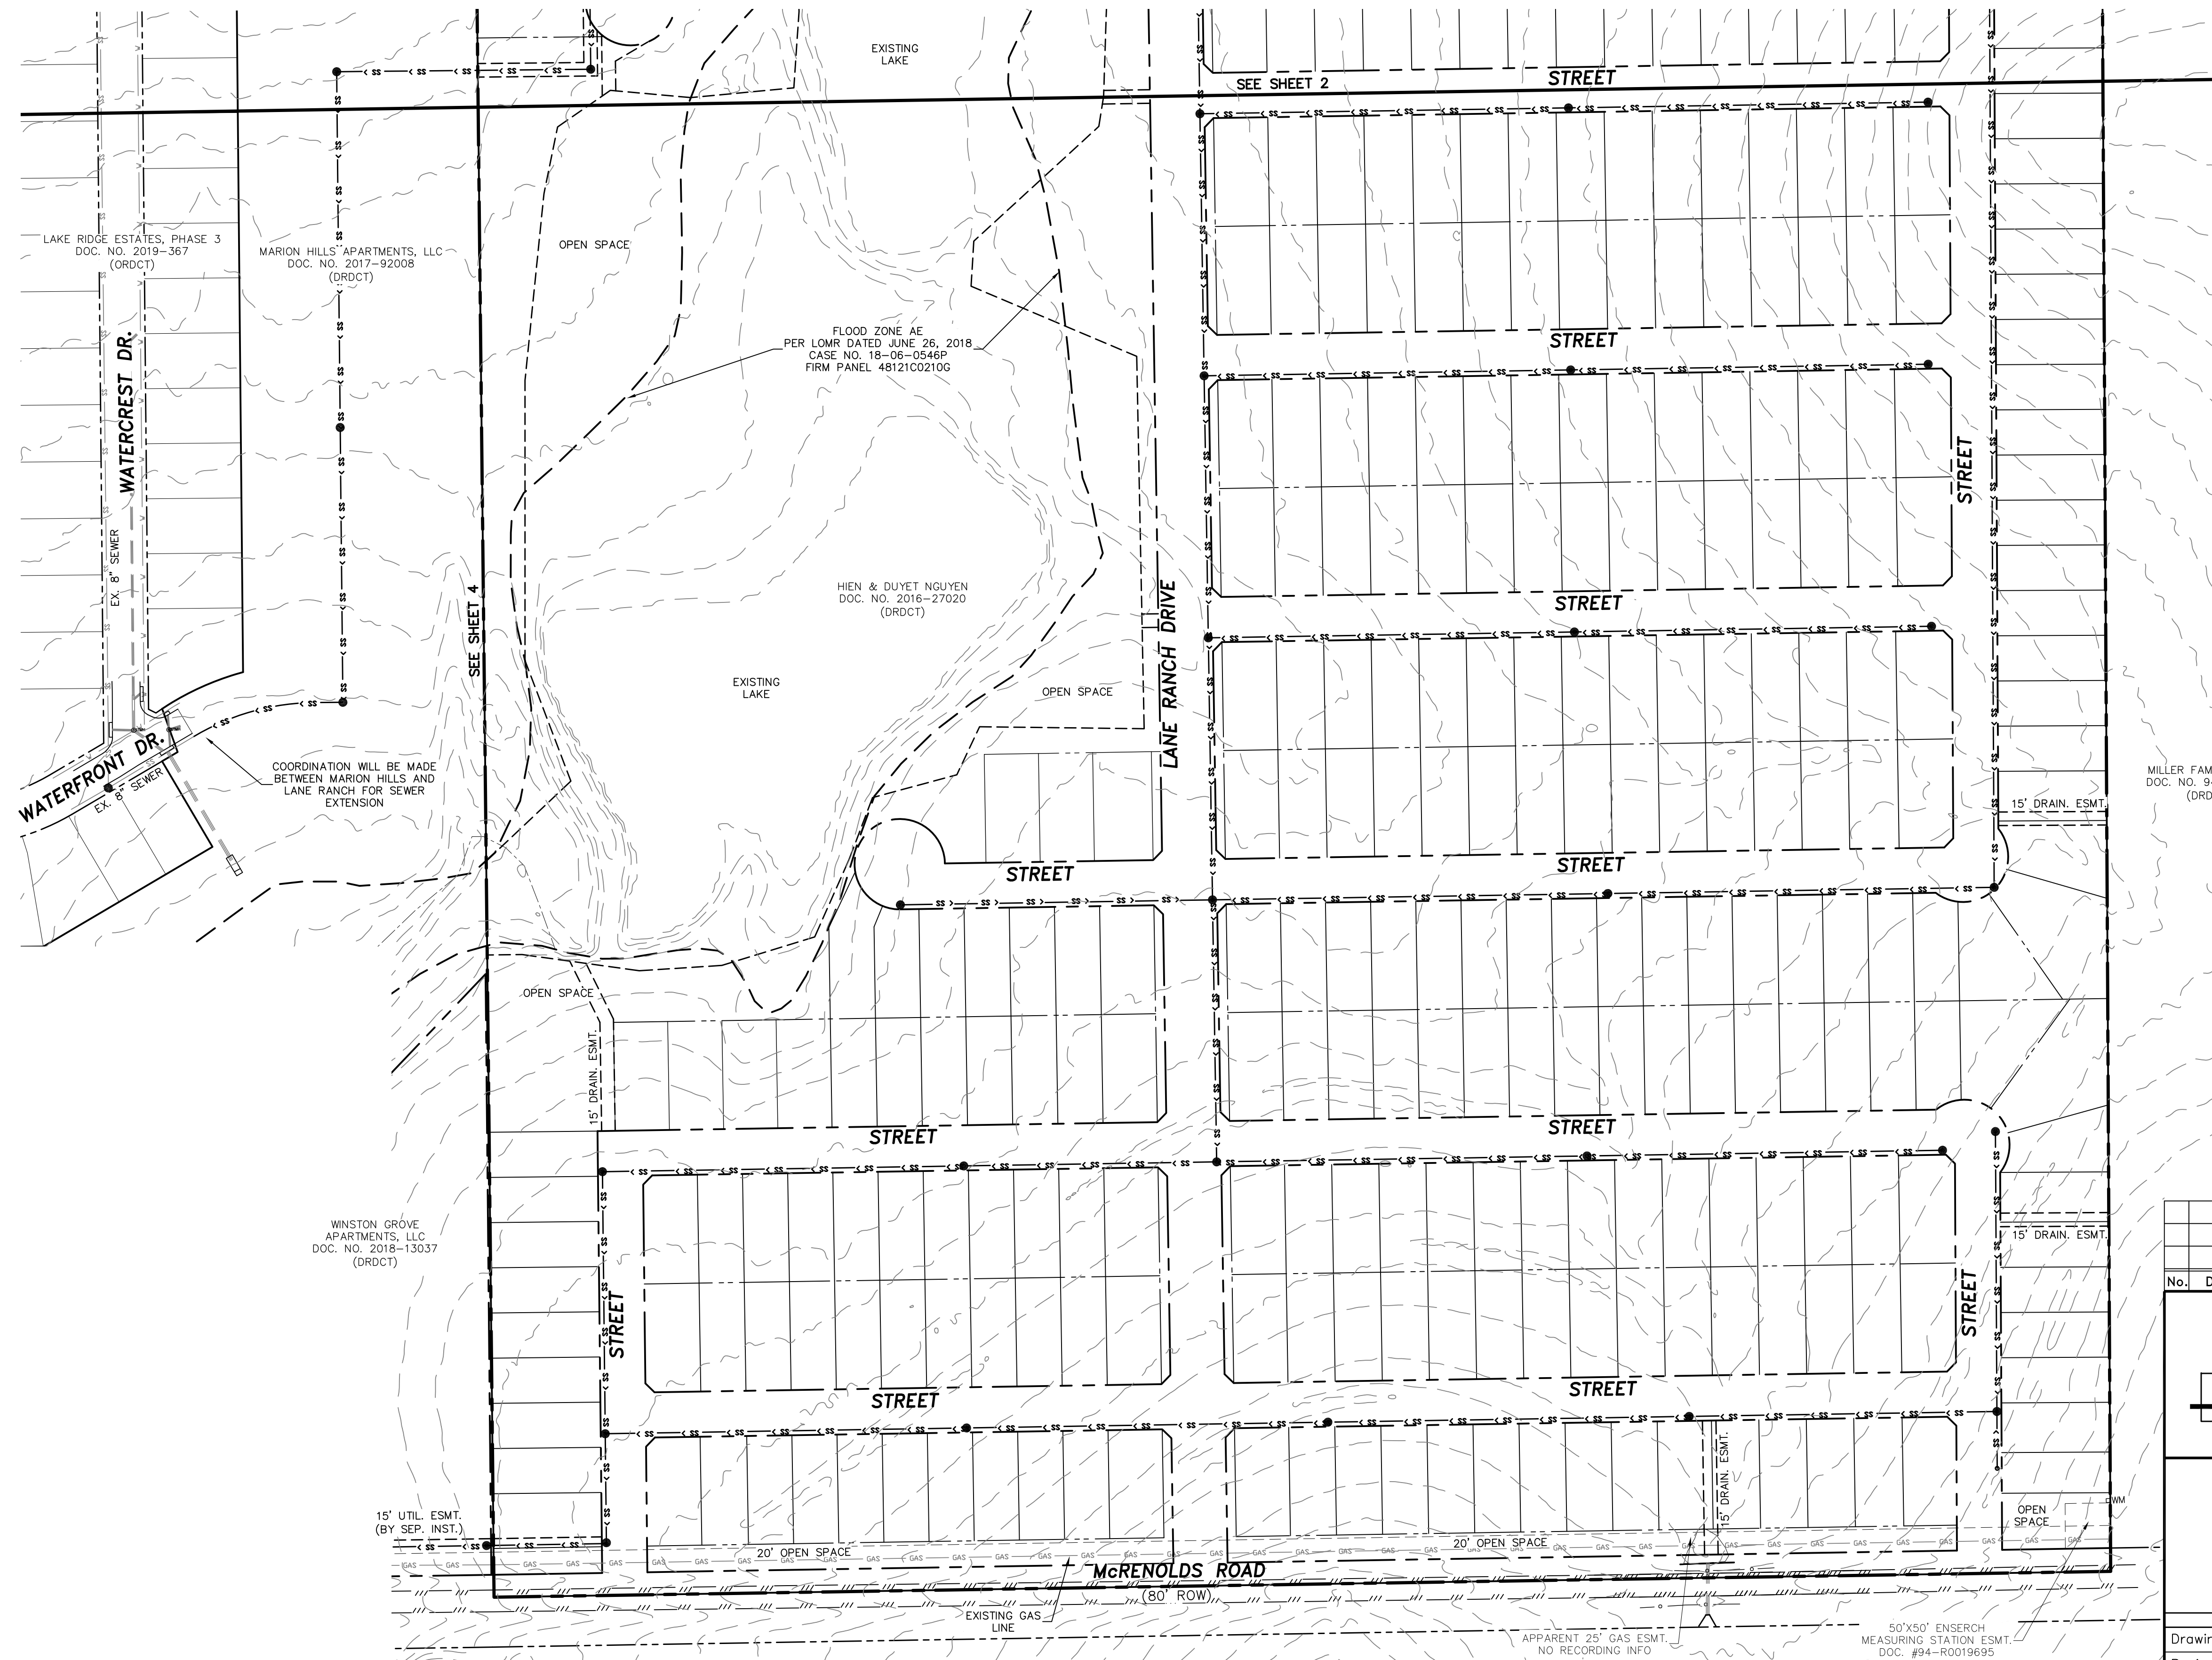 EXISTING
LAKE
STREET
SEE SHEET 2
LAKE RIDGE ESTATES, PHASE 3
DOC. NO. 2019-367
(ORDCT)
MARION HILLS APARTMENTS, LLC
DOC. NO. 2017-92008
(DRDCT)
OPEN SPACE
FLOOD ZONE AE
PER LOMR DATED JUNE 26, 2018
CASE NO. 18-06-0546P
FIRM PANEL 48121C0210G
STREET
WATERCREST DR.
EX. 8" SEWER
STREET
SEE SHEET 4
HIEN & DUYET NGUYEN
DOC. NO. 2016-27020
(DRDCT)
LANE RANCH DRIVE
STREET
EXISTING
LAKE
OPEN SPACE
WATERFRONT DR.
EX. 8" SEWER
COORDINATION WILL BE MADE
BETWEEN MARION HILLS AND
LANE RANCH FOR SEWER
EXTENSION
MILLER FAM
DOC. NO. 9
(DRD
15' DRAIN. ESMT.
STREET
STREET
OPEN SPACE
15' DRAIN. ESMT.
STREET
STREET
WINSTON GROVE
APARTMENTS, LLC
DOC. NO. 2018-13037
(DRDCT)
15' DRAIN. ESMT.
No.
STREET
STREET
STREET
STREET
15' DRAIN. ESMT.
15' UTIL. ESMT.
(BY SEP. INST.)
OPEN
SPACE
WM
20' OPEN SPACE
20' OPEN SPACE
McRENOLDS ROAD
(80' ROW)
EXISTING GAS
LINE
APPARENT 25' GAS ESMT.
NO RECORDING INFO
50'X50' ENSERCH
MEASURING STATION ESMT.
DOC. #94-R0019695
Drawin